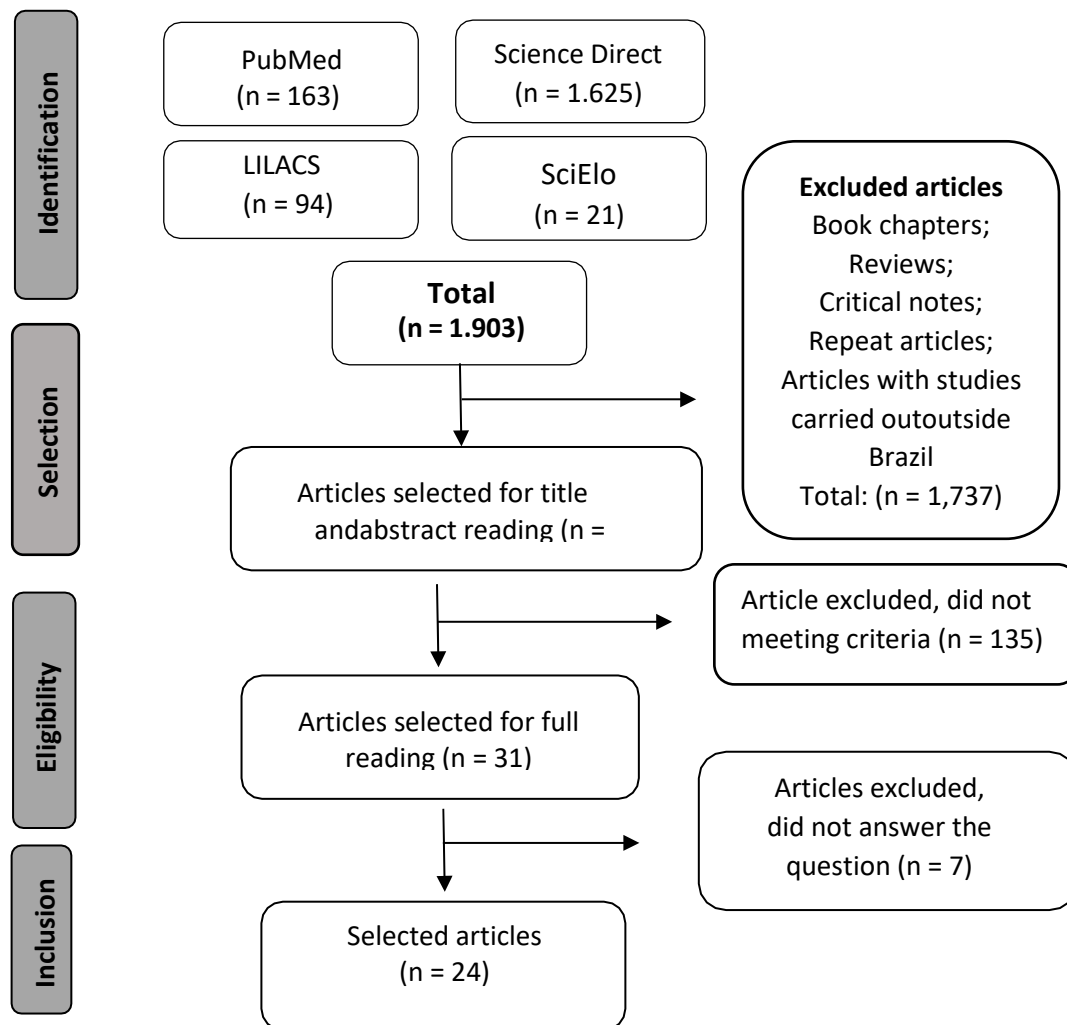 Identification
PubMed
(n = 163)
Science Direct
(n = 1.625)
LILACS
(n = 94)
SciElo
(n = 21)
Total
(n = 1.903)
Excluded articles
Book chapters;
Reviews;
Critical notes;
Repeat articles;
Articles with studies
carried outoutside
Brazil
Total: (n = 1,737)
Selection
Articles selected for title
andabstract reading (n =
Article excluded, did not
meeting criteria (n = 135)
Eligibility
Articles selected for full
reading (n = 31)
Articles excluded,
did not answer the
question (n = 7)
Inclusion
Selected articles
(n = 24)